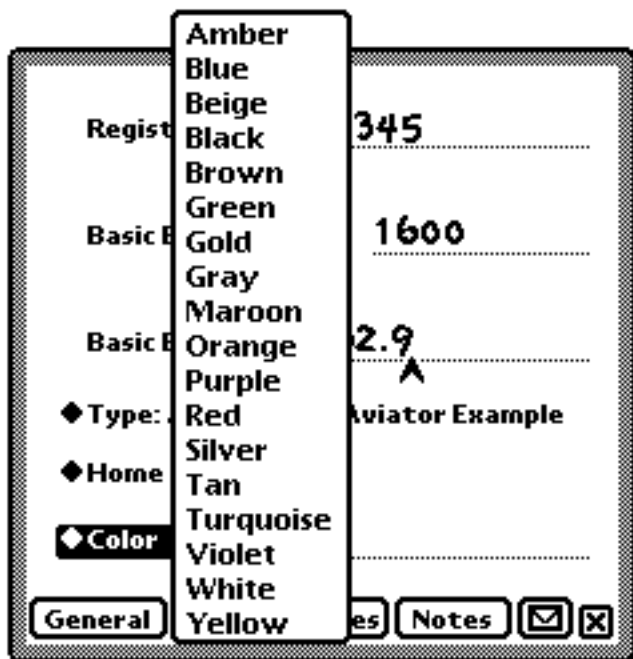 Amber
Blue
Beige
Black
Brown
Green
Gold
Gray
Maroon
Orange
Purple
Red
Silver
Tan
Turquoise
Violet
White
Yellow
Regist 345
Basic E 1600
Basic E 2.9
Type: Aviator Example
Home
Color
General es Notes